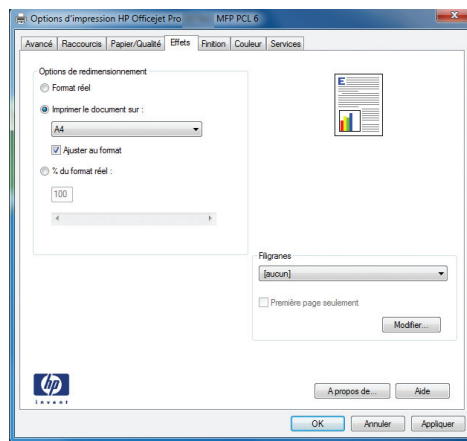 Options d'impression HP Officejet Pro MFP PCL 6
Avancé Raccourcis Papier/Qualité Effets Finition Couleur Services
Options de redimensionnement
Format réel
Imprimer le document sur :
A4
Ajuster au format
% du format réel :
100
E
Filigranes
[aucun]
Première page seulement
Modifier...
hp
invent
A propos de... Aide
OK Annuler Appliquer